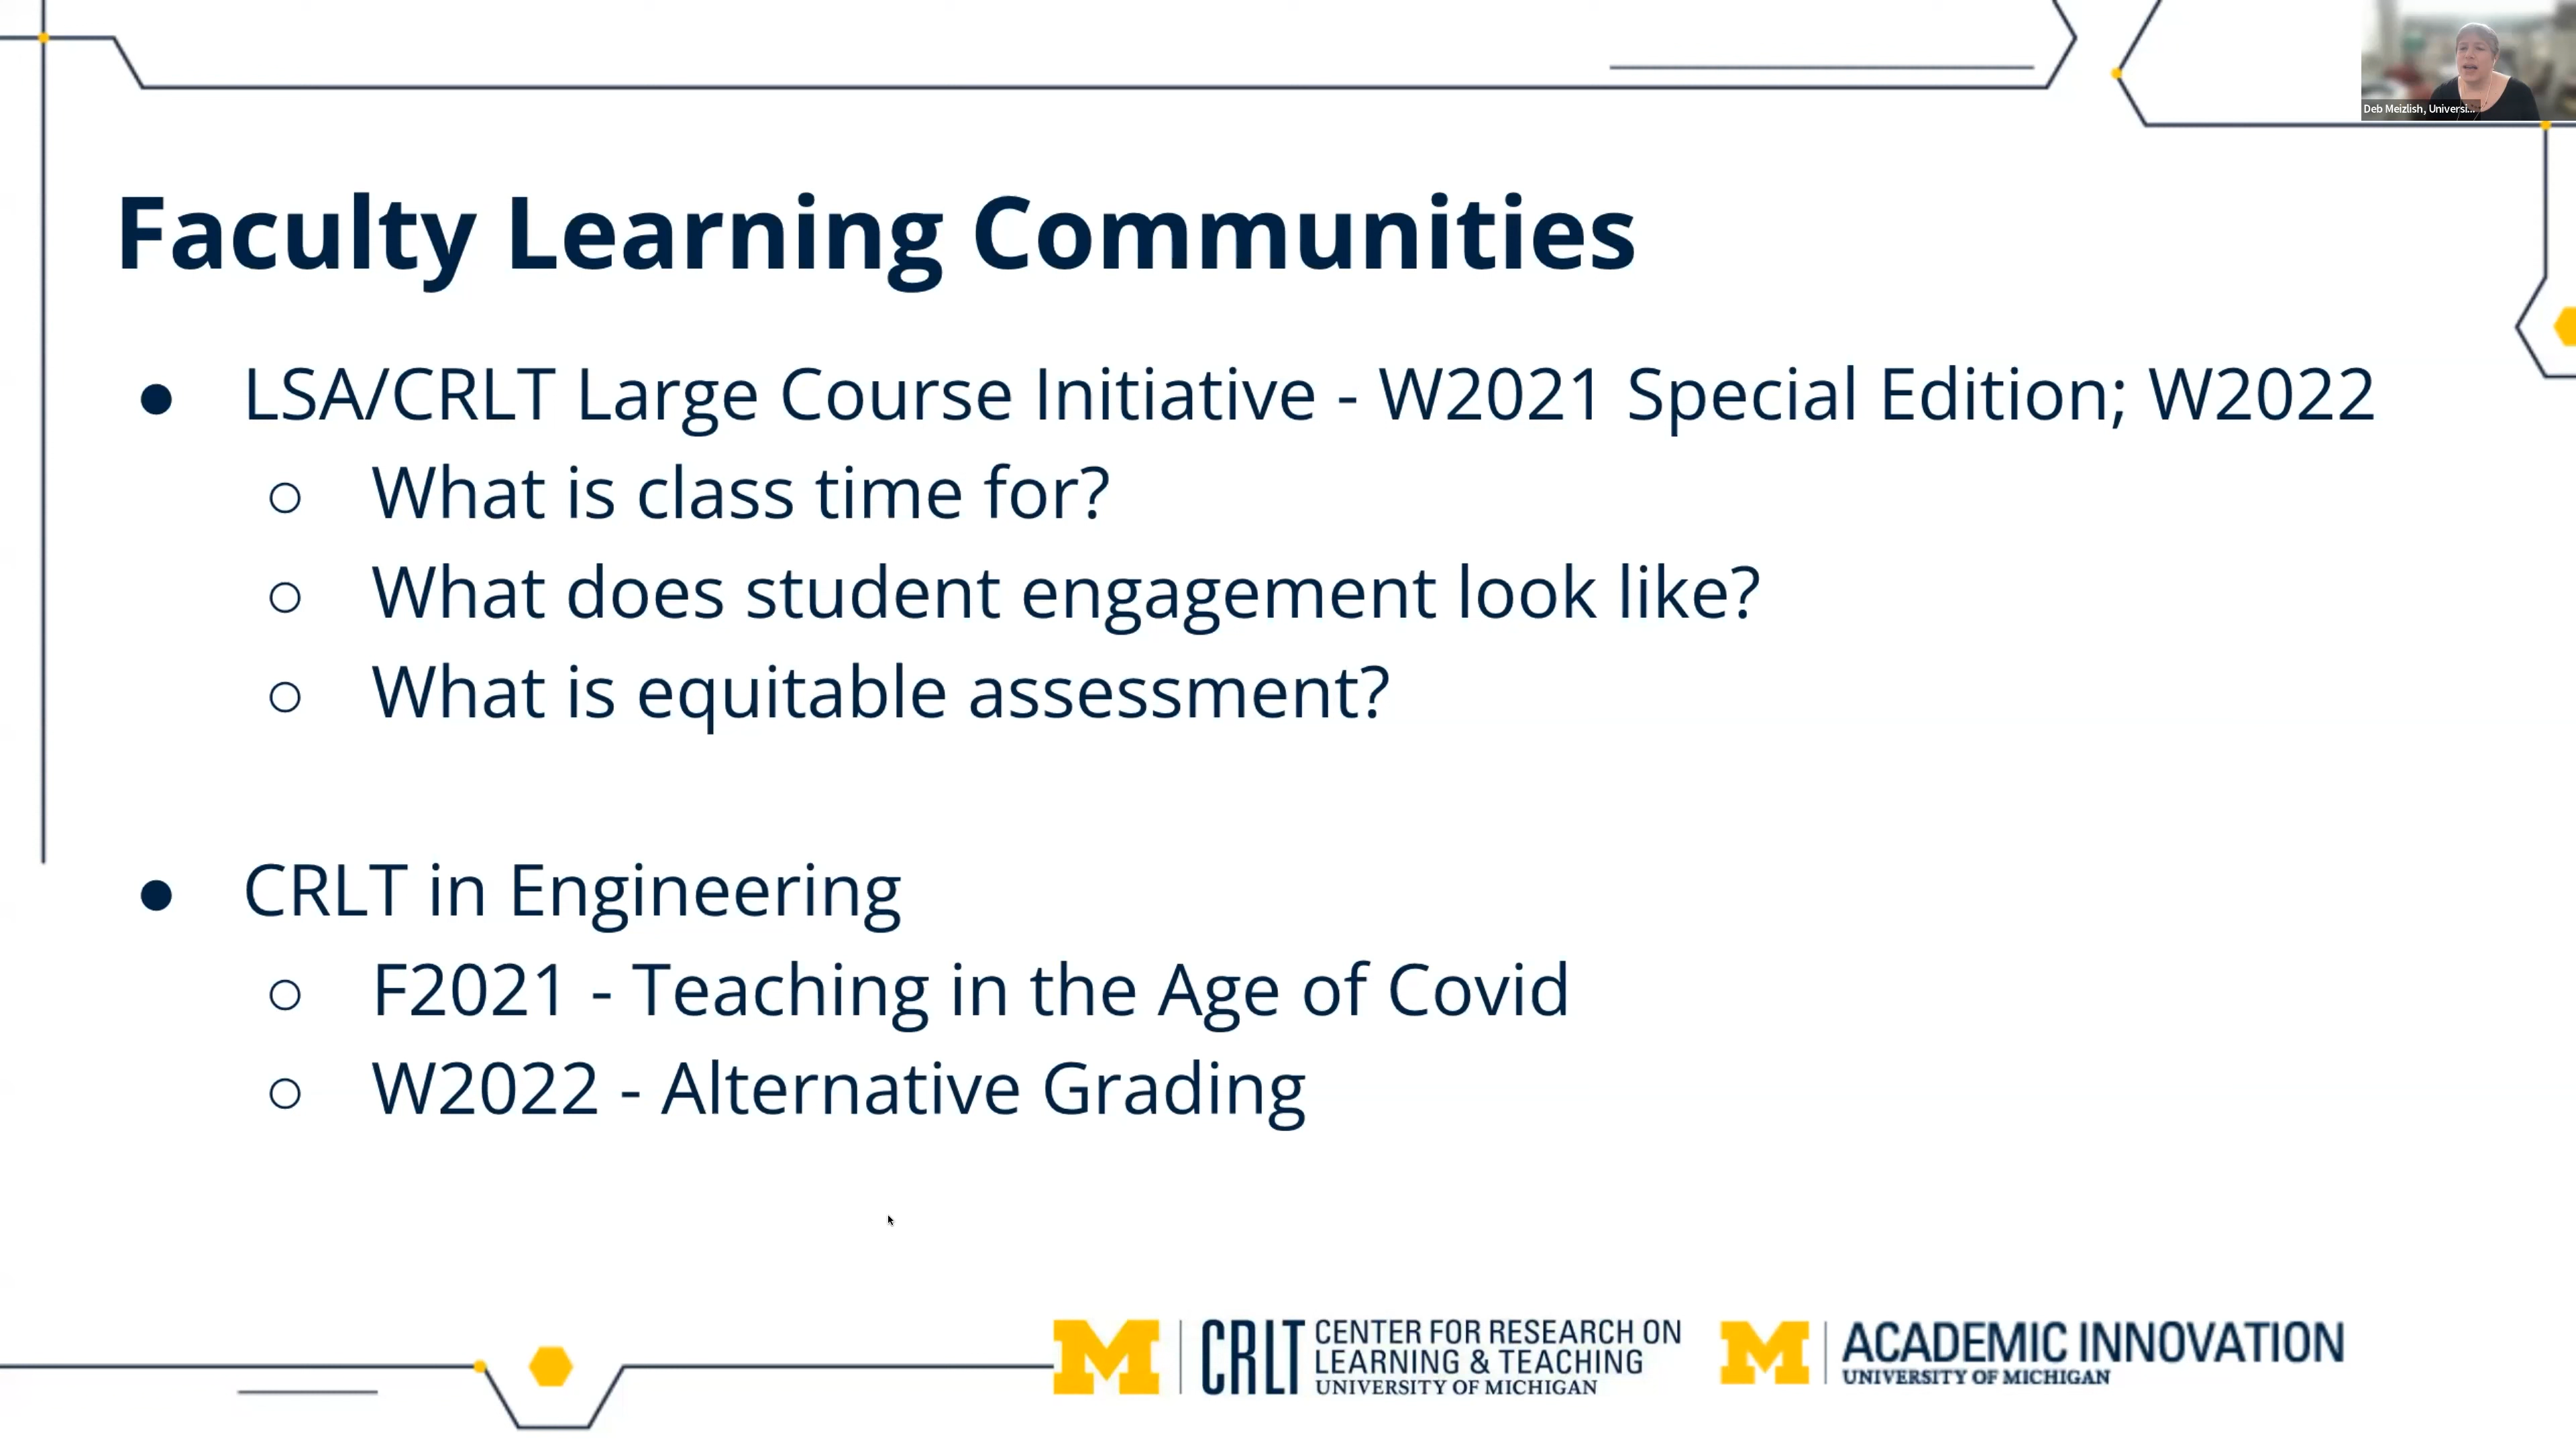 Deb Meizlish, Universi...
Faculty Learning Communities
● LSA/CRLT Large Course Initiative - W2021 Special Edition; W2022
○ What is class time for?
○ What does student engagement look like?
○ What is equitable assessment?
● CRLT in Engineering
○ F2021 - Teaching in the Age of Covid
○ W2022 - Alternative Grading
M CRLT CENTER FOR RESEARCH ON
LEARNING & TEACHING
UNIVERSITY OF MICHIGAN
M ACADEMIC INNOVATION
UNIVERSITY OF MICHIGAN